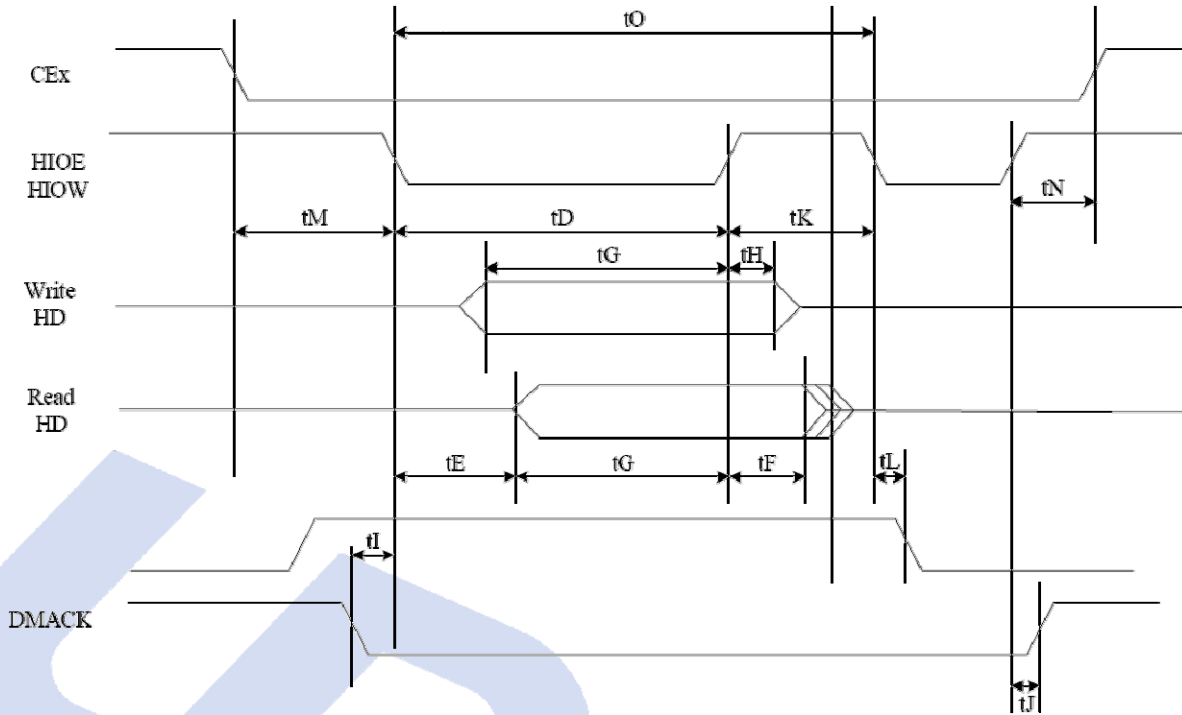 tO
CEx
HIOE
HIOW
tN
tM
tD
tK
tG
tH
Write
HD
Read
HD
tE
tG
tF
tL
tI
DMACK
tJ